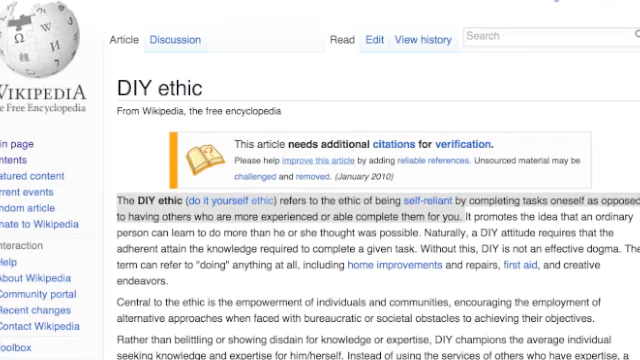 Article Discussion Read Edit View history Search
WIKIPEDIA
Free Encyclopedia
DIY ethic
From Wikipedia, the free encyclopedia
This article needs additional citations for verification.
Please help improve this article by adding reliable references. Unsourced material may be
challenged and removed. (January 2010)
page
featured content
current events
random article
to Wikipedia
Interaction
Help
About Wikipedia
Community portal
Recent changes
Contact Wikipedia
Toolbox
The DIY ethic (do it yourself ethic) refers to the ethic of being self-reliant by completing tasks oneself as opposed
to having others who are more experienced or able complete them for you. It promotes the idea that an ordinary
person can learn to do more than he or she thought was possible. Naturally, a DIY attitude requires that the
adherent attain the knowledge required to complete a given task. Without this, DIY is not an effective dogma. The
term can refer to "doing" anything at all, including home improvements and repairs, first aid, and creative
endeavors.
Central to the ethic is the empowerment of individuals and communities, encouraging the employment of
alternative approaches when faced with bureaucratic or societal obstacles to achieving their objectives.
Rather than belittling or showing disdain for knowledge or expertise, DIY champions the average individual
seeking knowledge and expertise for him/herself. Instead of using the services of others who have expertise, a